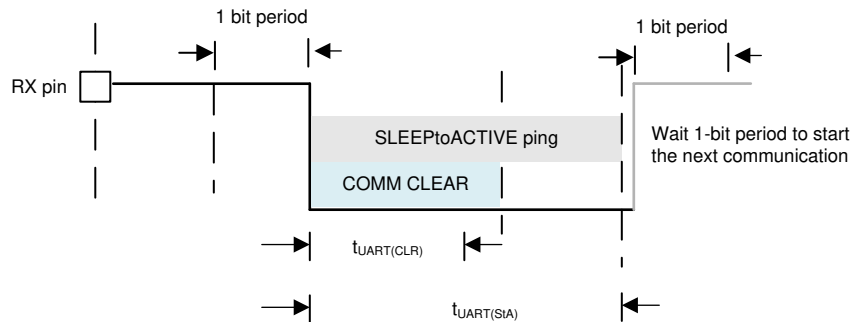 1 bit period
1 bit period
RX pin
SLEEPtoACTIVE ping
Wait 1-bit period to start
the next communication
COMM CLEAR
tUART(CLR)
tUART(StA)